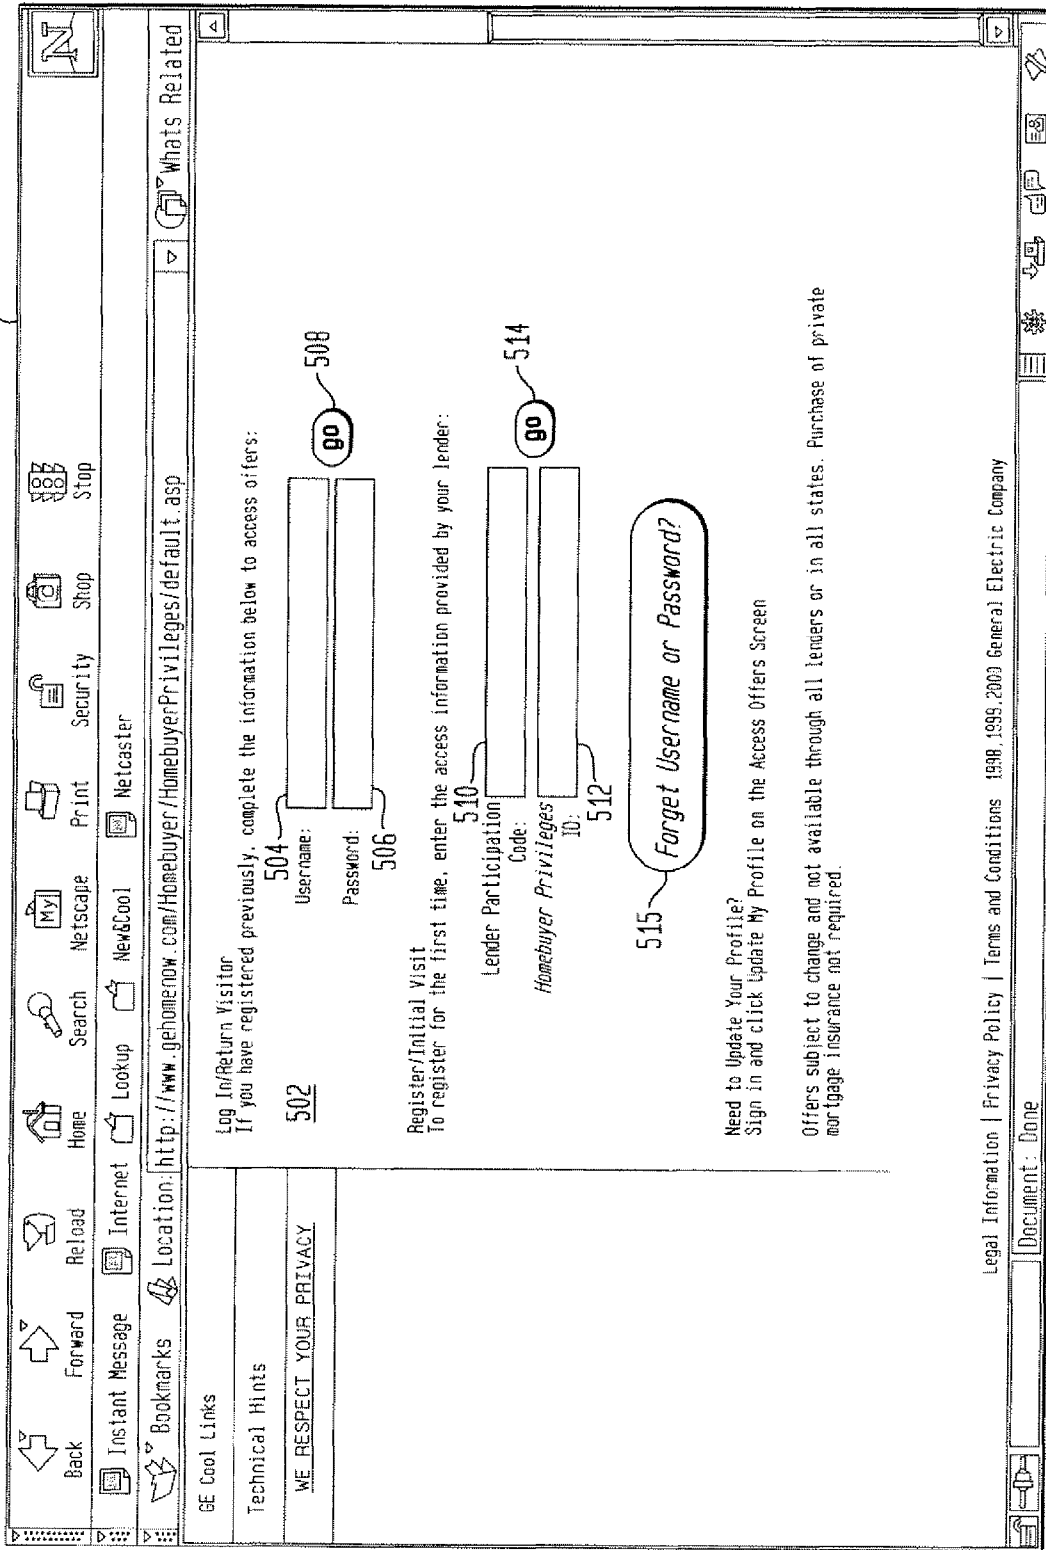 N
Back Forward Reload Home Search Netscape Print Security Shop Stop
My
Instant Message Internet Lookup New&Cool Netcaster
Bookmarks Location: http://www.gehomenow.com/Homebuyer/HomebuyerPrivileges/default.asp Whats Related
GE Cool Links
Technical Hints
WE RESPECT YOUR PRIVACY
Log In/Return Visitor
If you have registered previously, complete the information below to access offers:
502
504
Username:
Password:
506
go
508
Register/Initial Visit
To register for the first time, enter the access information provided by your lender:
510
Lender Participation
Code:
Homebuyer Privileges
ID:
512
go
514
515
Forget Username or Password?
Need to Update Your Profile?
Sign in and click Update My Profile on the Access Offers Screen
Offers subject to change and not available through all lenders or in all states. Purchase of private
mortgage insurance not required.
Legal Information | Privacy Policy | Terms and Conditions 1998,1999,2000 General Electric Company
Document: Done